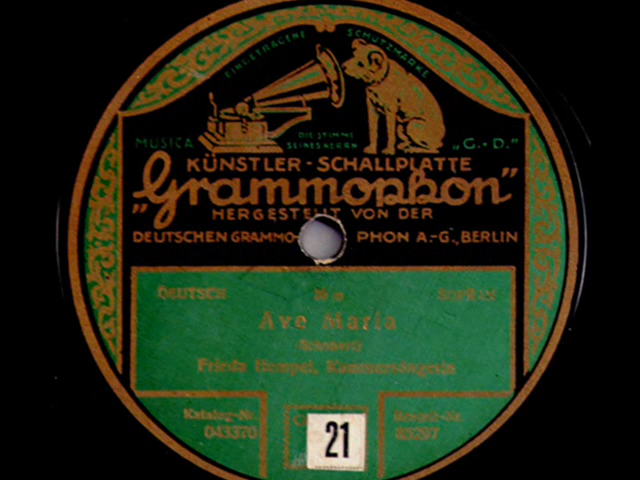 EINGETRAGENE SCHUTZMARKE
MUSICA DIE STIMME SEINES HERRN „G.-D."
KÜNSTLER-SCHALLPLATTE
„Grammophon"
HERGESTELLT VON DER
DEUTSCHEN GRAMMO- PHON A.-G., BERLIN
DEUTSCH
Ave Maria
Frieda Hempel, Kammersängerin
Katalog-Nr.
043370
21